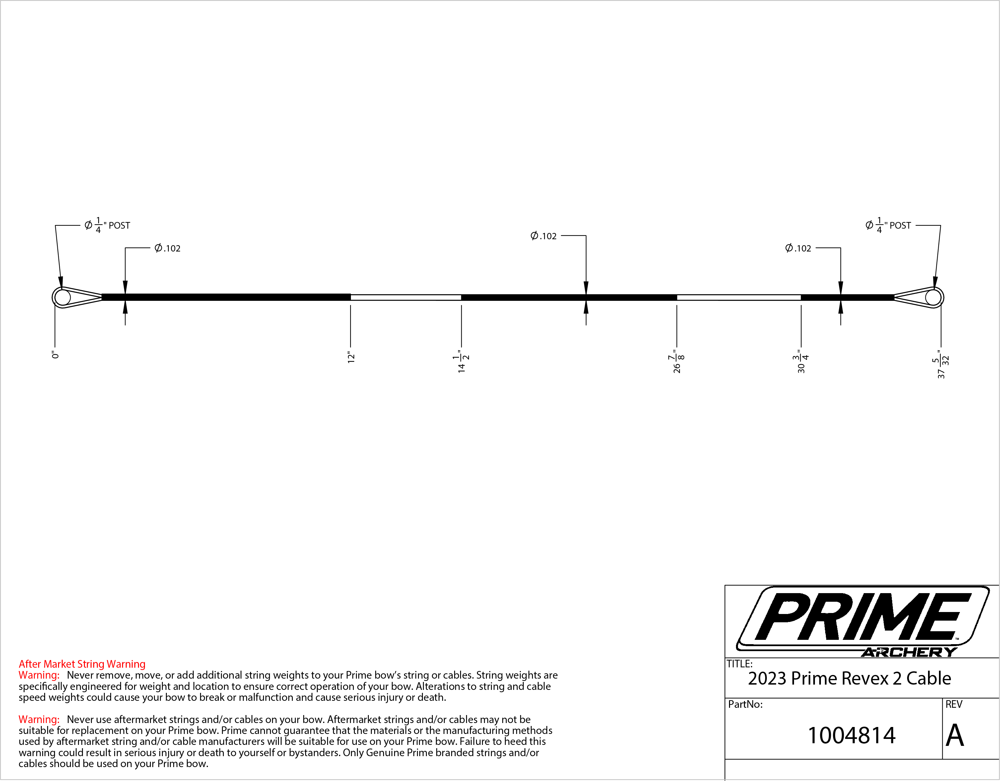 Ø 1/4" POST
Ø 1/4" POST
Ø.102
Ø.102
Ø.102
0"
12"
14 1/2"
26 7/8"
30 3/4"
37 5/32"
PRIME
™
ARCHERY
TITLE:
2023 Prime Revex 2 Cable
PartNo:
REV
1004814
A
After Market String Warning
Warning: Never remove, move, or add additional string weights to your Prime bow’s string or cables. String weights are
specifically engineered for weight and location to ensure correct operation of your bow. Alterations to string and cable
speed weights could cause your bow to break or malfunction and cause serious injury or death.
Warning: Never use aftermarket strings and/or cables on your bow. Aftermarket strings and/or cables may not be
suitable for replacement on your Prime bow. Prime cannot guarantee that the materials or the manufacturing methods
used by aftermarket string and/or cable manufacturers will be suitable for use on your Prime bow. Failure to heed this
warning could result in serious injury or death to yourself or bystanders. Only Genuine Prime branded strings and/or
cables should be used on your Prime bow.